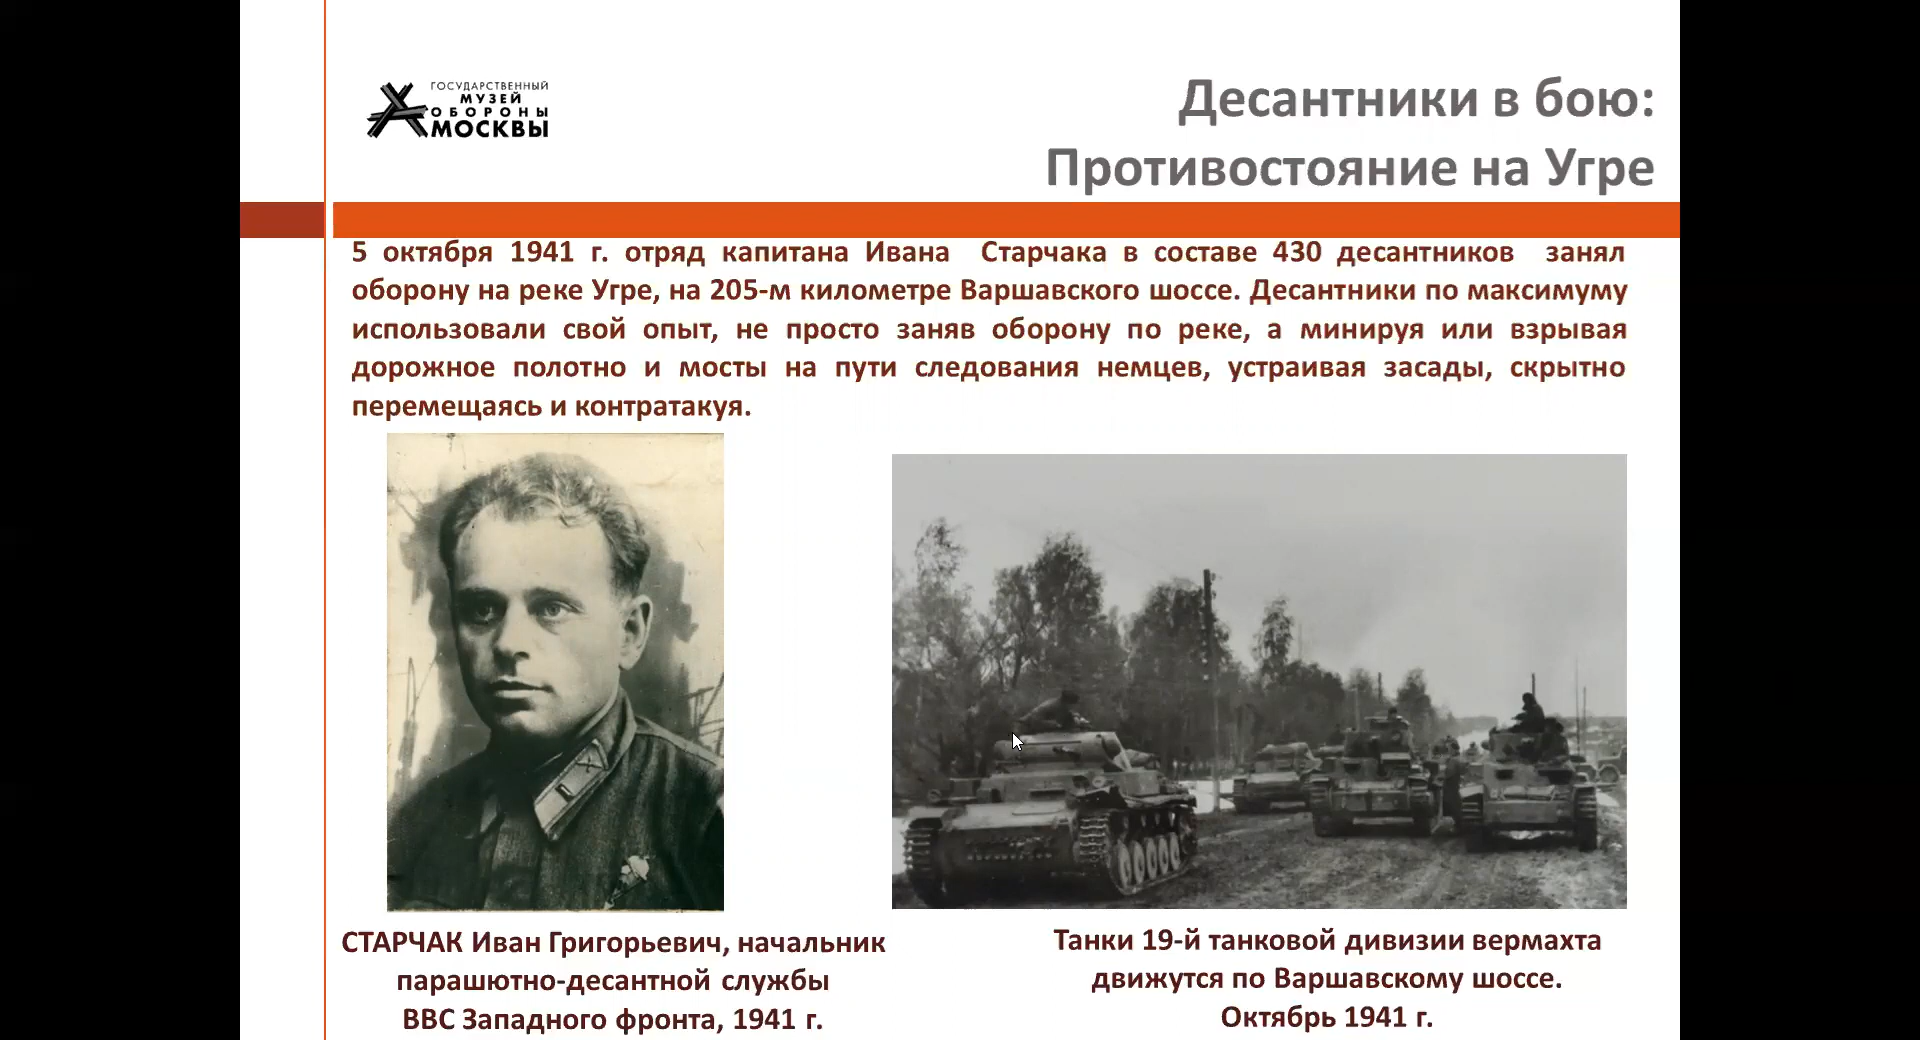 ГОСУДАРСТВЕННЫЙ
МУЗЕЙ
ОБОРОНЫ
МОСКВЫ
Десантники в бою:
Противостояние на Угре
5 октября 1941 г. отряд капитана Ивана Старчака в составе 430 десантников занял
оборону на реке Угре, на 205-м километре Варшавского шоссе. Десантники по максимуму
использовали свой опыт, не просто заняв оборону по реке, а минируя или взрывая
дорожное полотно и мосты на пути следования немцев, устраивая засады, скрытно
перемещаясь и контратакуя.
СТАРЧАК Иван Григорьевич, начальник
парашютно-десантной службы
ВВС Западного фронта, 1941 г.
Танки 19-й танковой дивизии вермахта
движутся по Варшавскому шоссе.
Октябрь 1941 г.